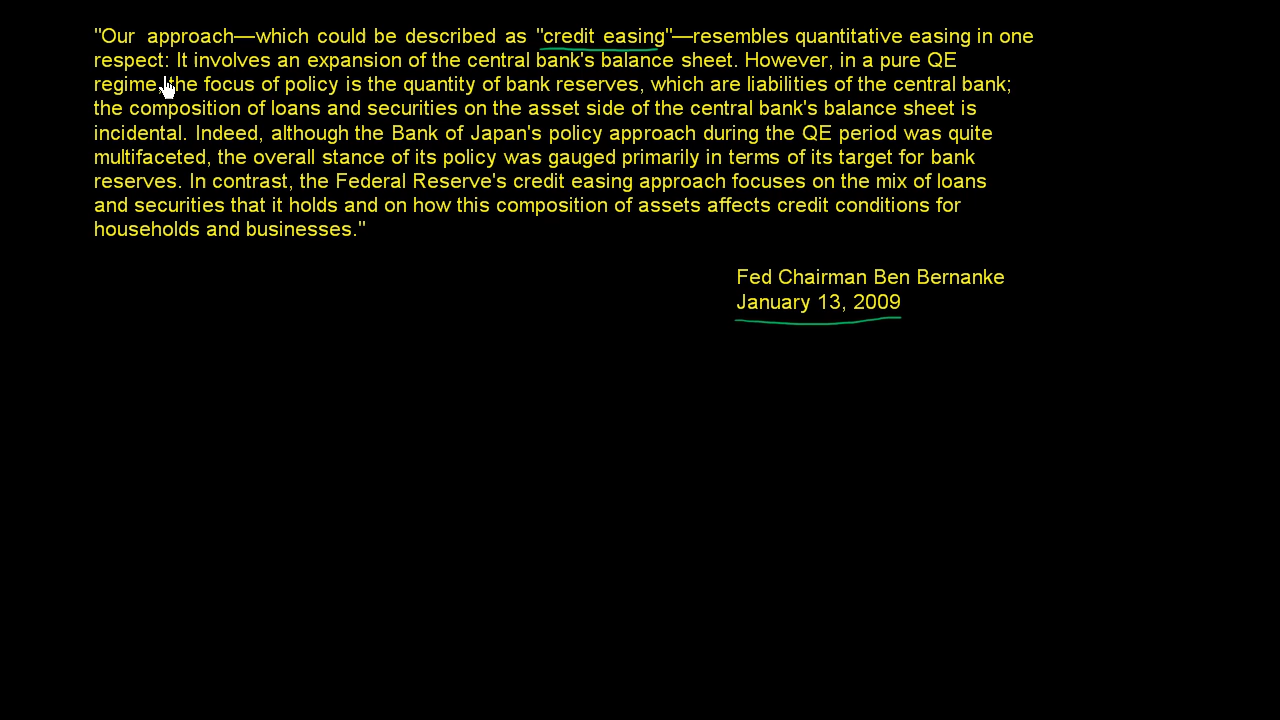 "Our approach—which could be described as "credit easing"—resembles quantitative easing in one
respect: It involves an expansion of the central bank's balance sheet. However, in a pure QE
regime, the focus of policy is the quantity of bank reserves, which are liabilities of the central bank;
the composition of loans and securities on the asset side of the central bank's balance sheet is
incidental. Indeed, although the Bank of Japan's policy approach during the QE period was quite
multifaceted, the overall stance of its policy was gauged primarily in terms of its target for bank
reserves. In contrast, the Federal Reserve's credit easing approach focuses on the mix of loans
and securities that it holds and on how this composition of assets affects credit conditions for
households and businesses."
Fed Chairman Ben Bernanke
January 13, 2009